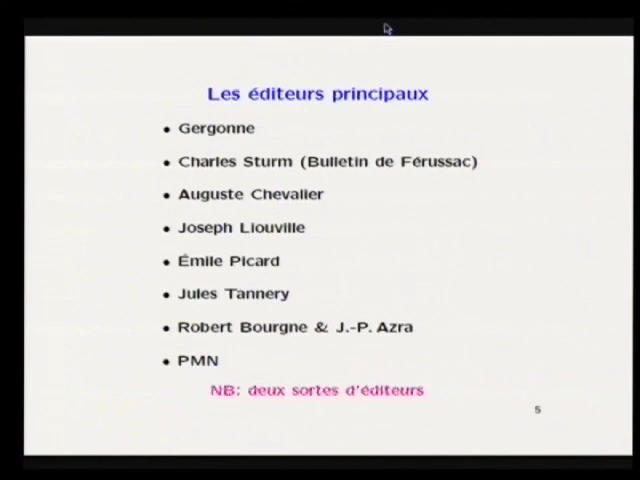 Les éditeurs principaux
• Gergonne
• Charles Sturm (Bulletin de Férussac)
• Auguste Chevalier
• Joseph Liouville
• Émile Picard
• Jules Tannery
• Robert Bourgne & J.-P. Azra
• PMN
NB: deux sortes d'éditeurs
5